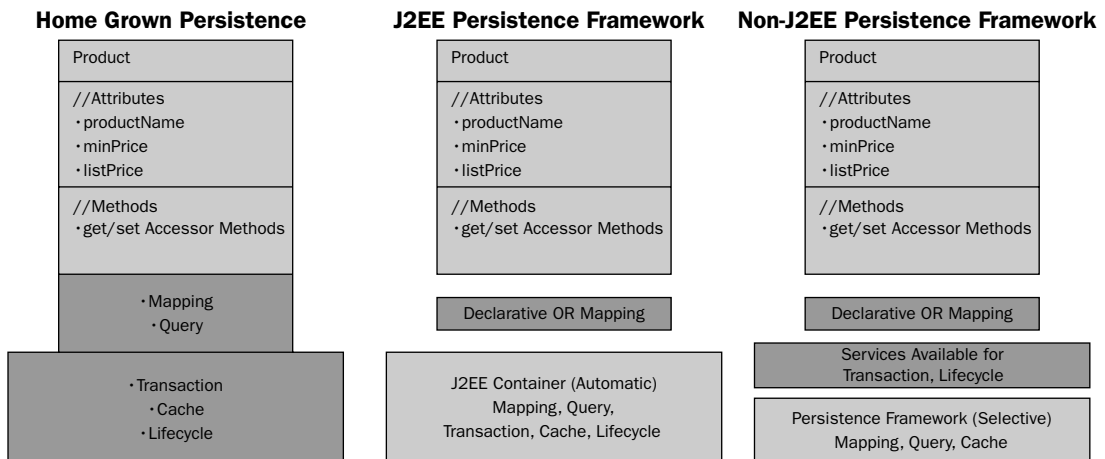 Home Grown Persistence
Product
//Attributes
·productName
·minPrice
·listPrice
//Methods
·get/set Accessor Methods
·Mapping
·Query
·Transaction
·Cache
·Lifecycle
J2EE Persistence Framework
Product
//Attributes
·productName
·minPrice
·listPrice
//Methods
·get/set Accessor Methods
Declarative OR Mapping
J2EE Container (Automatic)
Mapping, Query,
Transaction, Cache, Lifecycle
Non-J2EE Persistence Framework
Product
//Attributes
·productName
·minPrice
·listPrice
//Methods
·get/set Accessor Methods
Declarative OR Mapping
Services Available for
Transaction, Lifecycle
Persistence Framework (Selective)
Mapping, Query, Cache